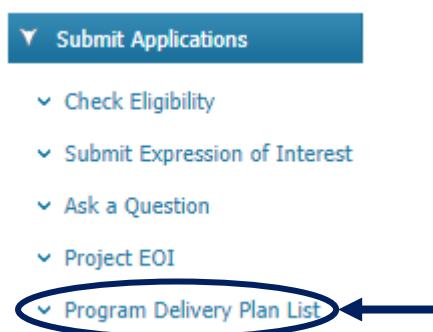 Submit Applications
Check Eligibility
Submit Expression of Interest
Ask a Question
Project EOI
Program Delivery Plan List